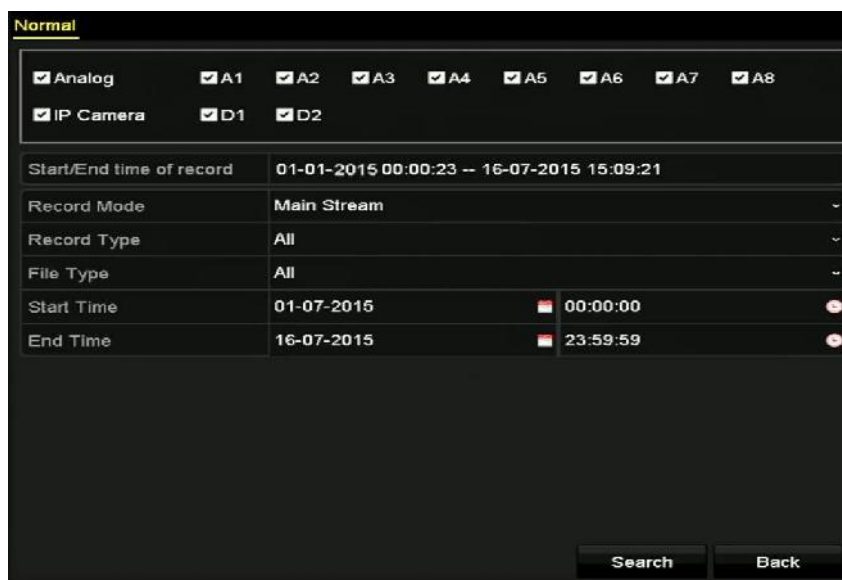 Normal
Analog A1 A2 A3 A4 A5 A6 A7 A8
IP Camera D1 D2
Start/End time of record 01-01-2015 00:00:23 -- 16-07-2015 15:09:21
Record Mode Main Stream
Record Type All
File Type All
Start Time 01-07-2015 00:00:00
End Time 16-07-2015 23:59:59
Search Back